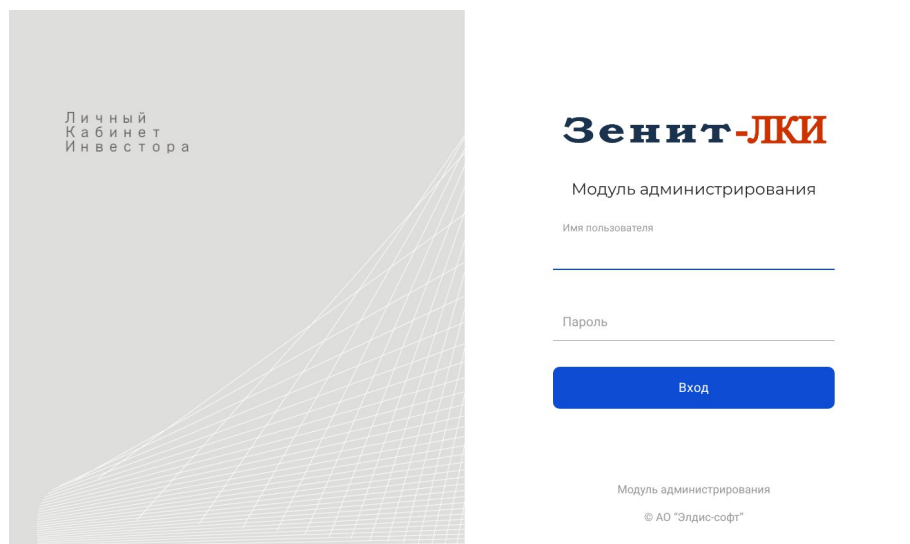 Личный
Кабинет
Инвестора
Зенит-ЛКИ
Модуль администрирования
Имя пользователя
Пароль
Вход
Модуль администрирования
© АО "Элдис-софт"